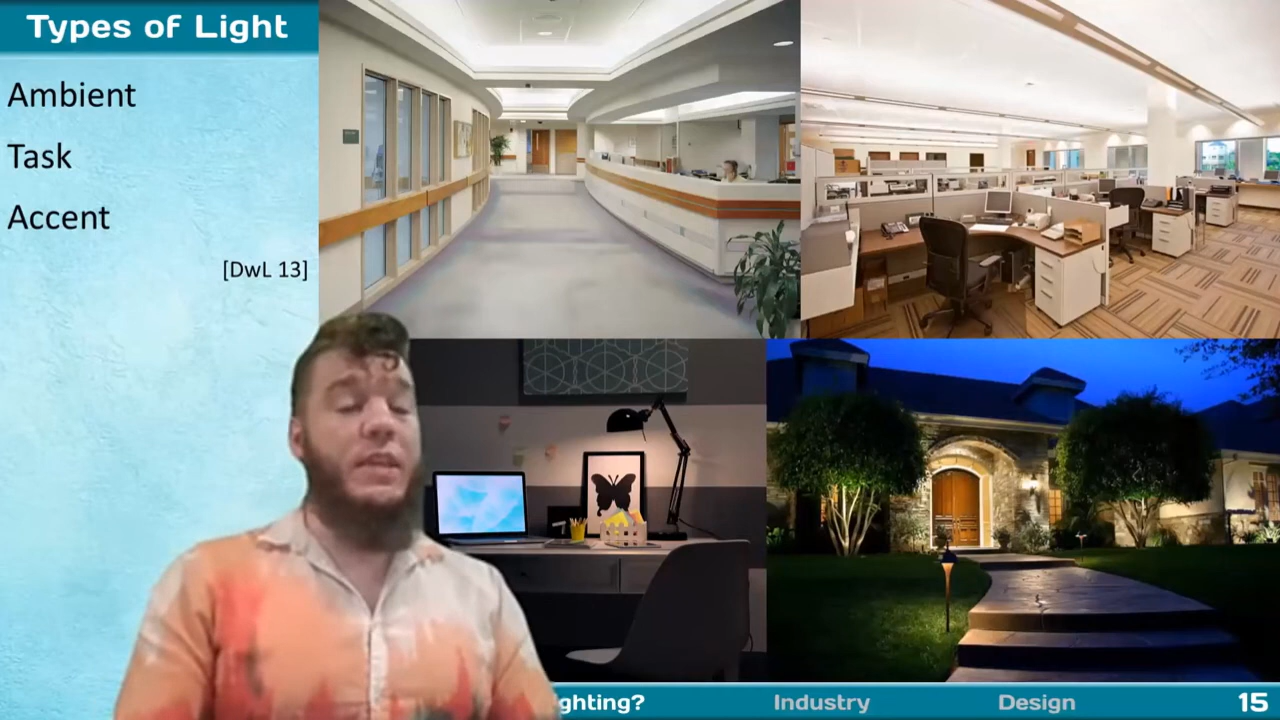 Types of Light
Ambient
Task
Accent
[DwL 13]
ghting?
Industry
Design
15